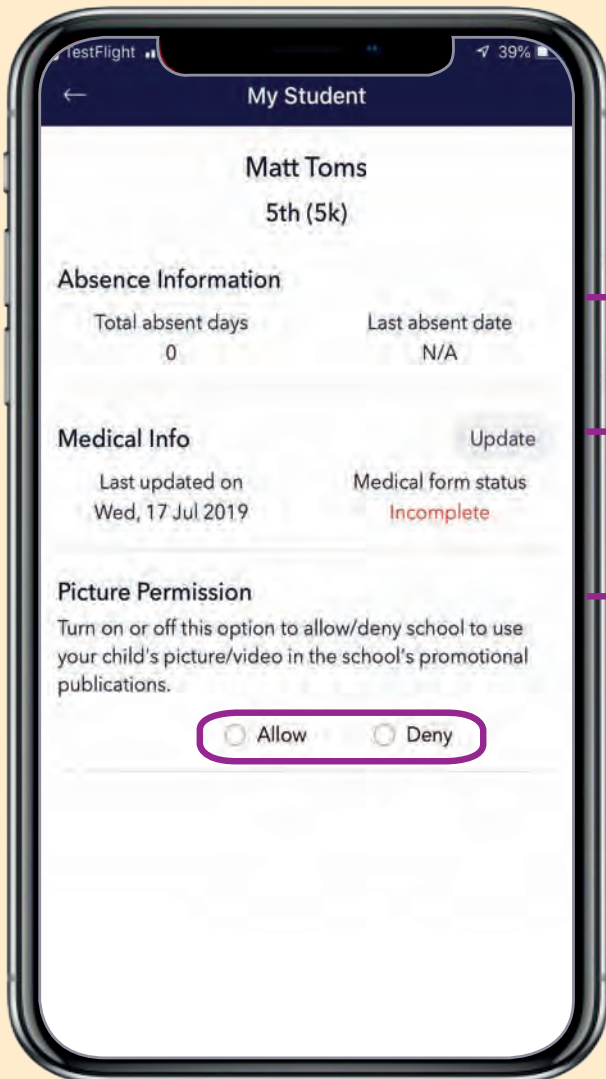 TestFlight 39%
My Student
Matt Toms
5th (5k)
Absence Information
Total absent days Last absent date
0 N/A
Medical Info Update
Last updated on Medical form status
Wed, 17 Jul 2019 Incomplete
Picture Permission
Turn on or off this option to allow/deny school to use
your child's picture/video in the school's promotional
publications.
Allow Deny